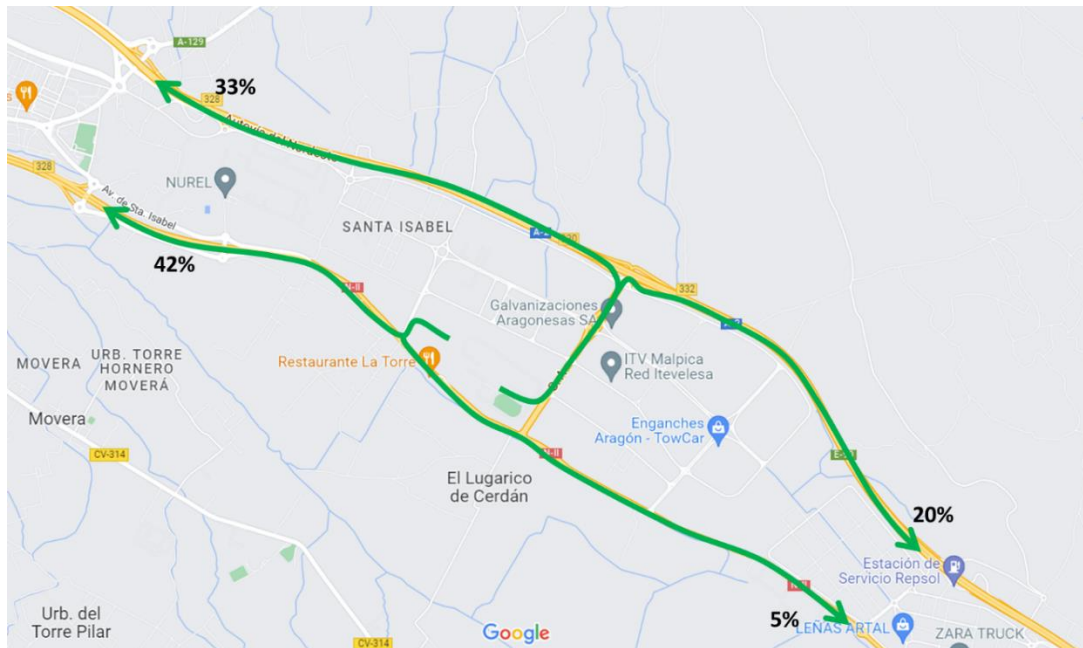 A-129
33%
328
Autovía del Nordeste
328
NUREL
Av. de Sta. Isabel
SANTA ISABEL
A-2
42%
N-II
332
Galvanizaciones
Aragonesas SA
A-2
Restaurante La Torre
ITV Malpica
Red Itevelesa
MOVERA
URB. TORRE
HORNERO
MOVERÁ
Movera
Enganches
Aragón - TowCar
CV-314
N-II
El Lugarico
de Cerdán
20%
Estación de
Servicio Repsol
N-II
5%
LEÑAS ARTAL
ZARA TRUCK
Urb. del
Torre Pilar
Google
CV-314